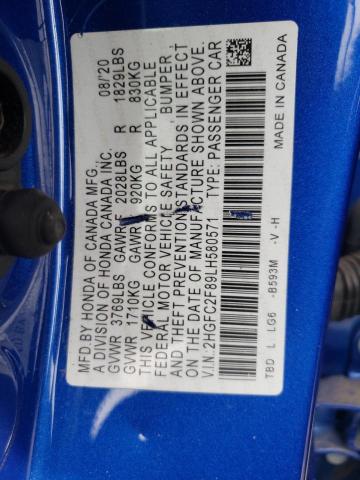 MFD.BY HONDA OF CANADA MFG. 08/'20
A DIVISION OF HONDA CANADA INC.
GVWR 3769LBS GAWR F 2028LBS R 1829LBS
GVWR 1710KG GAWR F 920KG R 830KG
THIS VEHICLE CONFORMS TO ALL APPLICABLE
FEDERAL MOTOR VEHICLE SAFETY, BUMPER,
AND THEFT PREVENTION STANDARDS IN EFFECT
ON THE DATE OF MANUFACTURE SHOWN ABOVE.
V.I.N.:2HGFC2F89LH580571 TYPE: PASSENGER CAR
TBD L LG6 -B593M -V -H MADE IN CANADA